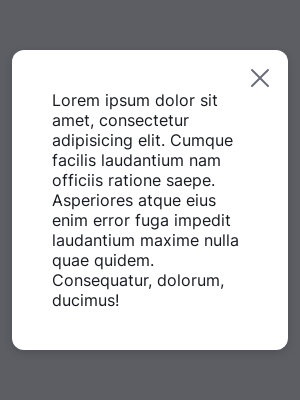 Lorem ipsum dolor sit
amet, consectetur
adipisicing elit. Cumque
facilis laudantium nam
officiis ratione saepe.
Asperiores atque eius
enim error fuga impedit
laudantium maxime nulla
quae quidem.
Consequatur, dolorum,
ducimus!